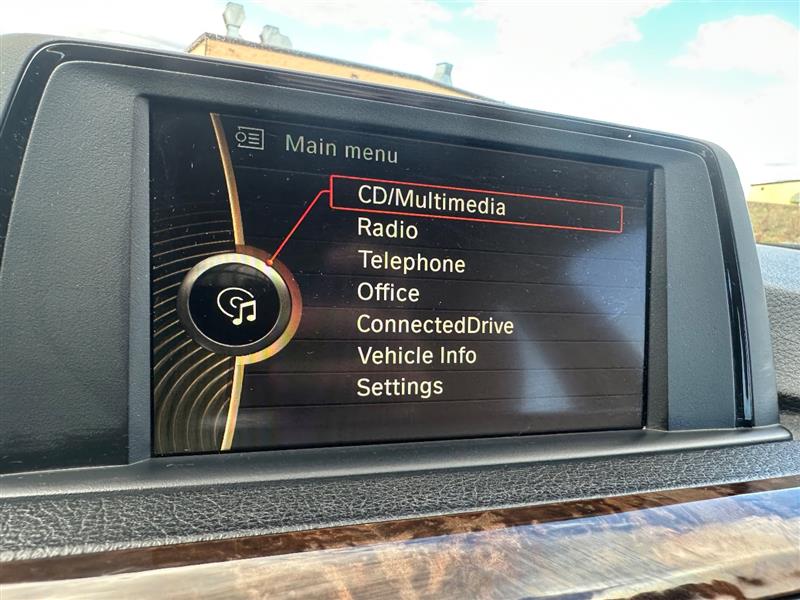 Main menu
CD/Multimedia
Radio
Telephone
Office
ConnectedDrive
Vehicle Info
Settings